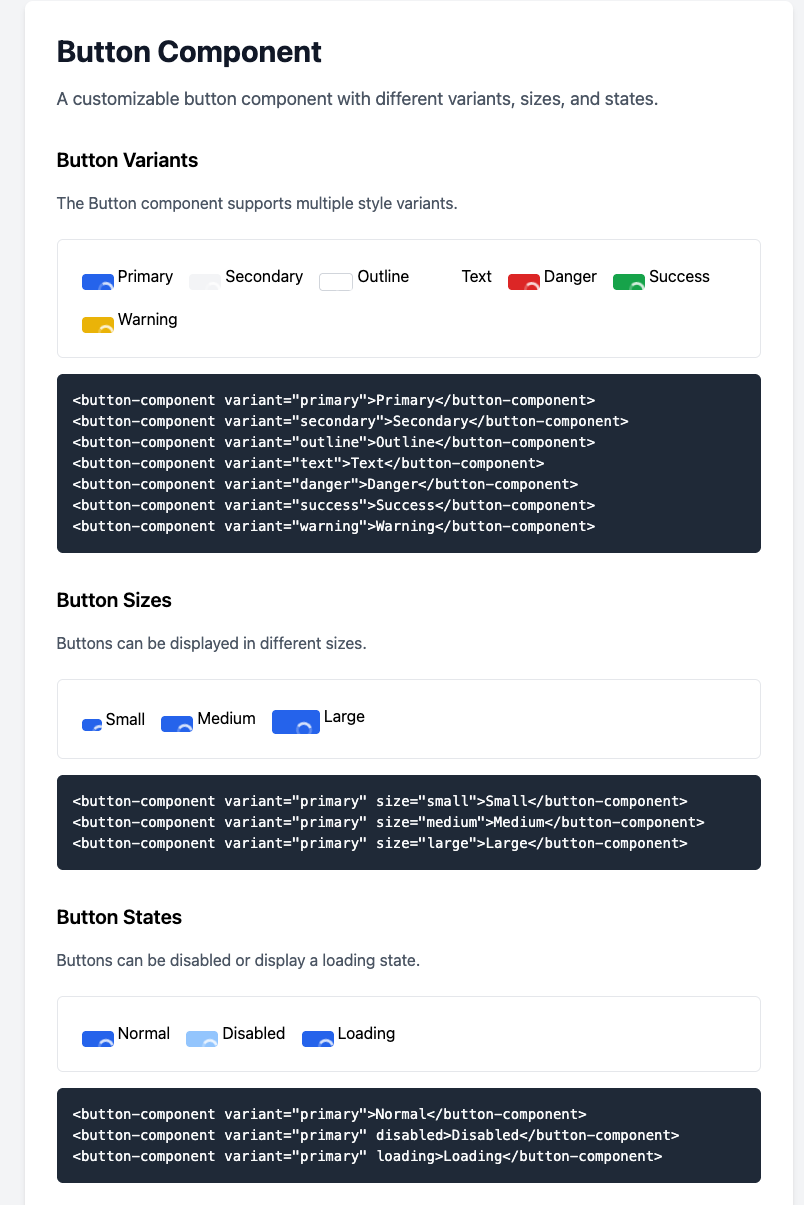 Button Component
A customizable button component with different variants, sizes, and states.
Button Variants
The Button component supports multiple style variants.
Primary Secondary Outline Text Danger Success
Warning
<button-component variant="primary">Primary</button-component>
<button-component variant="secondary">Secondary</button-component>
<button-component variant="outline">Outline</button-component>
<button-component variant="text">Text</button-component>
<button-component variant="danger">Danger</button-component>
<button-component variant="success">Success</button-component>
<button-component variant="warning">Warning</button-component>
Button Sizes
Buttons can be displayed in different sizes.
Small Medium Large
<button-component variant="primary" size="small">Small</button-component>
<button-component variant="primary" size="medium">Medium</button-component>
<button-component variant="primary" size="large">Large</button-component>
Button States
Buttons can be disabled or display a loading state.
Normal Disabled Loading
<button-component variant="primary">Normal</button-component>
<button-component variant="primary" disabled>Disabled</button-component>
<button-component variant="primary" loading>Loading</button-component>